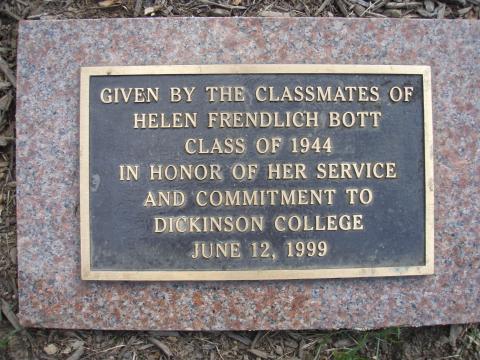 GIVEN BY THE CLASSMATES OF
HELEN FRENDLICH BOTT
CLASS OF 1944
IN HONOR OF HER SERVICE
AND COMMITMENT TO
DICKINSON COLLEGE
JUNE 12, 1999